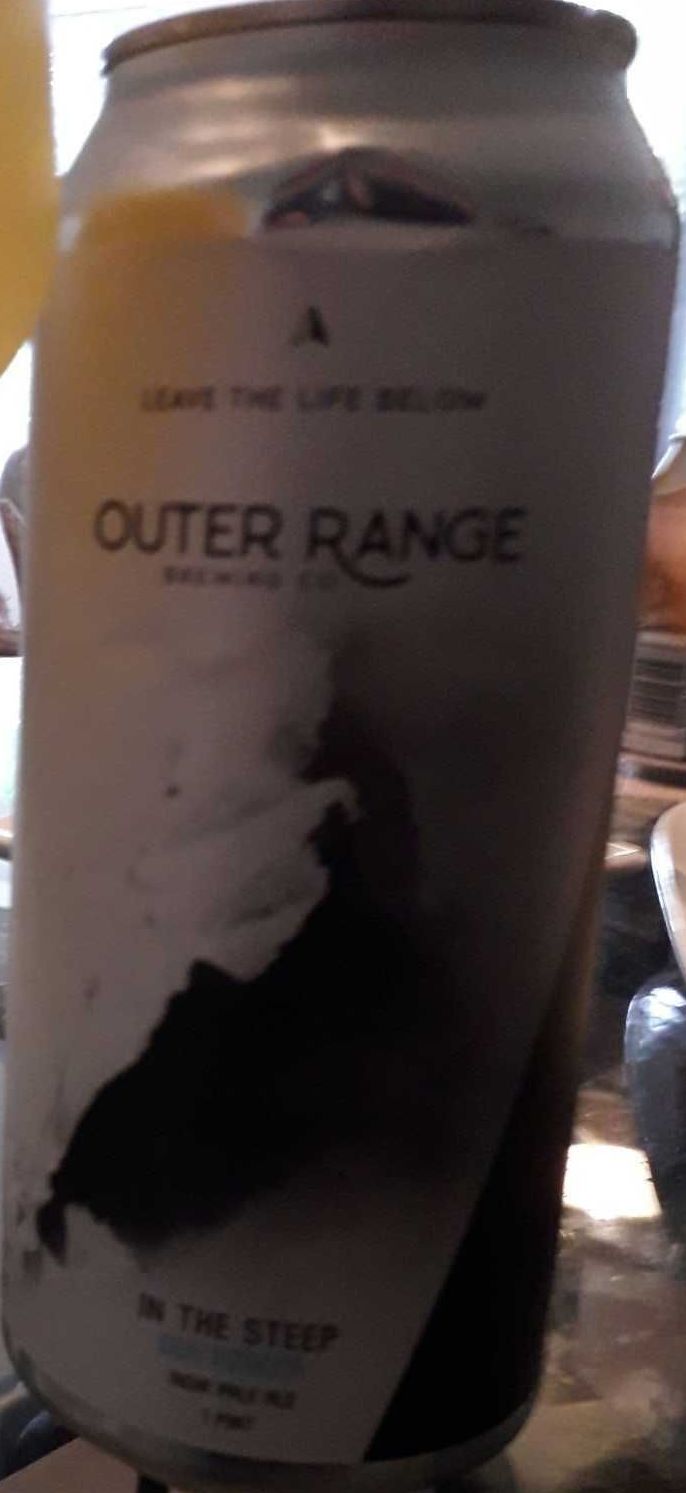 LEAVE THE LIFE BELOW
OUTER RANGE
BREWING CO
IN THE STEEP
INDIA PALE ALE
1 PINT